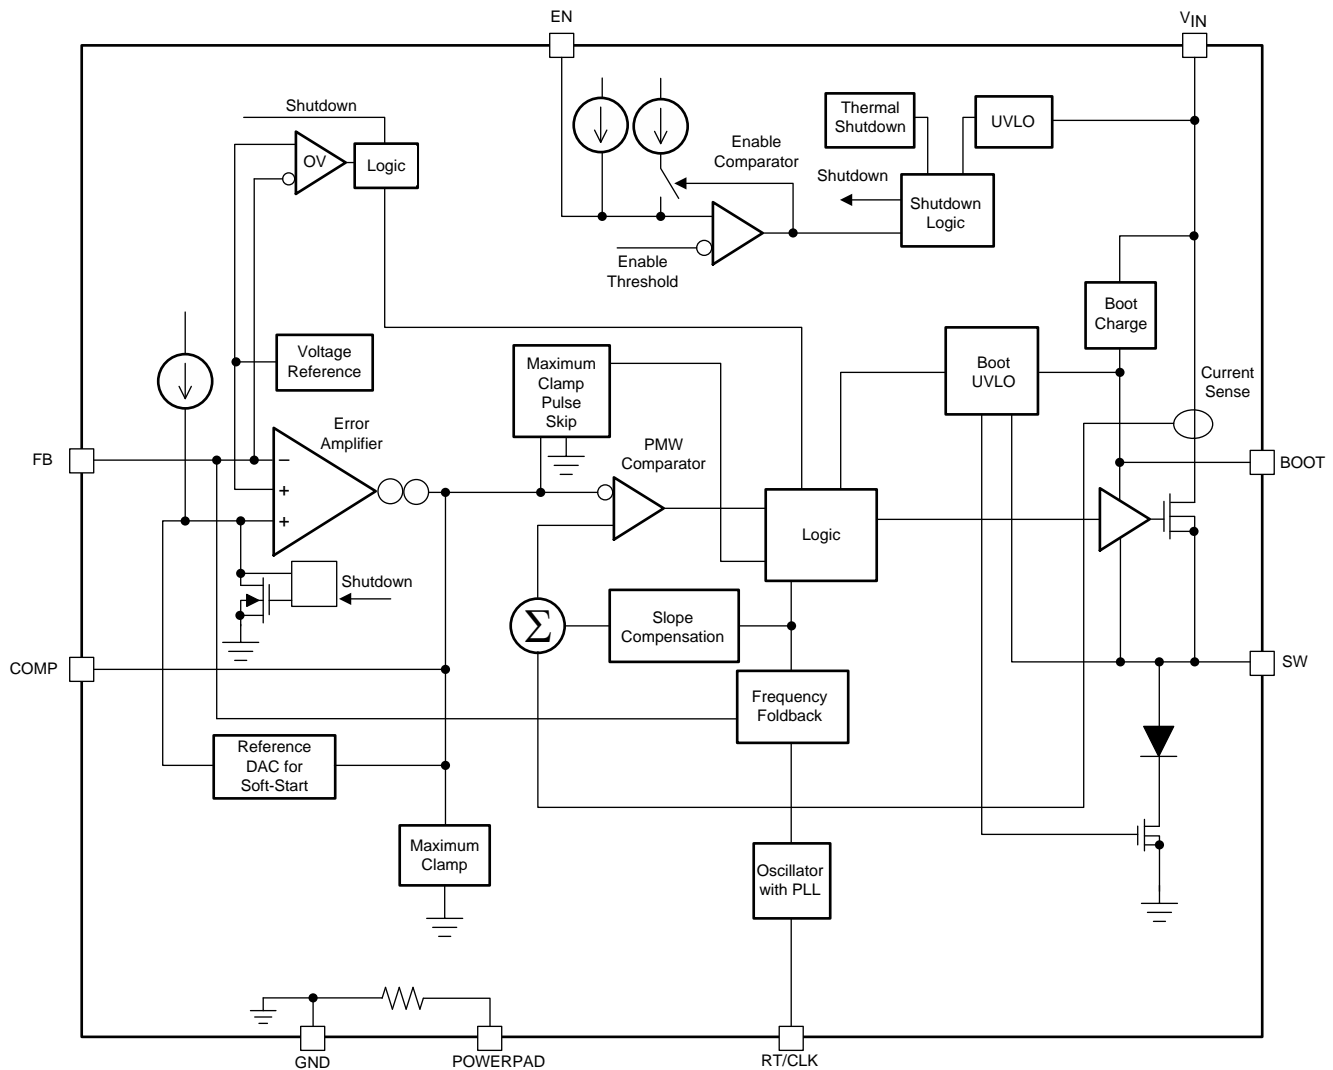 EN
VIN
Shutdown
OV
Logic
Enable
Comparator
Thermal
Shutdown
UVLO
Shutdown
Shutdown
Logic
Enable
Threshold
Boot
Charge
Voltage
Reference
Maximum
Clamp
Pulse
Skip
Boot
UVLO
Current
Sense
Error
Amplifier
PMW
Comparator
FB
−
+
+
BOOT
Logic
Shutdown
Σ
Slope
Compensation
COMP
SW
Frequency
Foldback
Reference
DAC for
Soft-Start
Maximum
Clamp
Oscillator
with PLL
GND
POWERPAD
RT/CLK